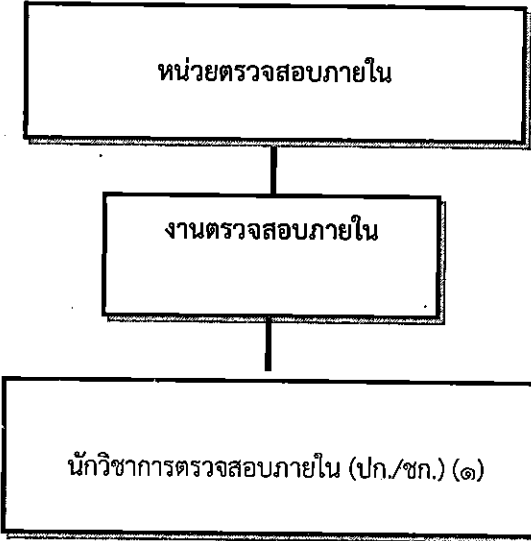 หน่วยตรวจสอบภายใน
งานตรวจสอบภายใน
นักวิชาการตรวจสอบภายใน (ปก./ชก.) (๑)